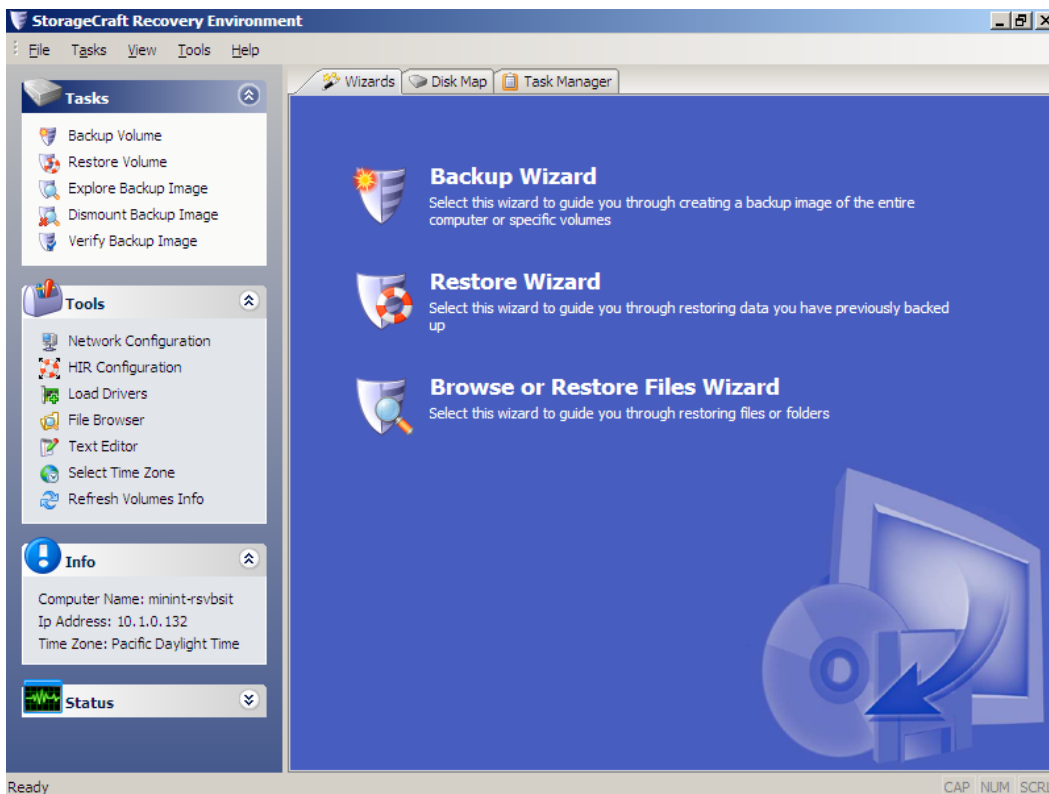 StorageCraft Recovery Environment
File Tasks View Tools Help
Wizards Disk Map Task Manager
Tasks
Backup Volume
Restore Volume
Explore Backup Image
Dismount Backup Image
Verify Backup Image
Tools
Network Configuration
HIR Configuration
Load Drivers
File Browser
Text Editor
Select Time Zone
Refresh Volumes Info
Info
Computer Name: minint-rsvbsit
Ip Address: 10.1.0.132
Time Zone: Pacific Daylight Time
Status
Backup Wizard
Select this wizard to guide you through creating a backup image of the entire
computer or specific volumes
Restore Wizard
Select this wizard to guide you through restoring data you have previously backed
up
Browse or Restore Files Wizard
Select this wizard to guide you through restoring files or folders
Ready
CAP NUM SCRL